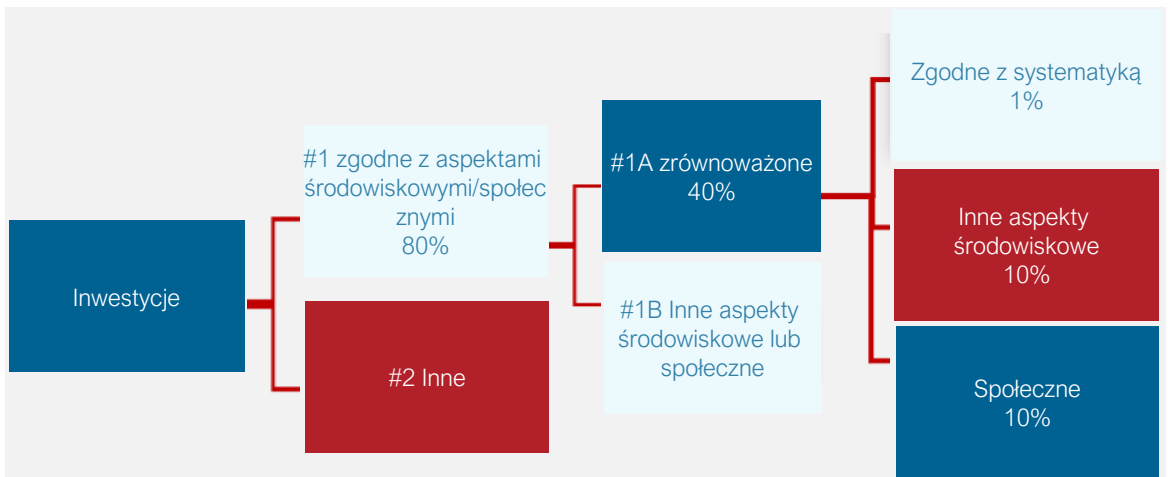 Inwestycje
#1 zgodne z aspektami
środowiskowymi/społec
znymi
80%
#2 Inne
#1A zrównoważone
40%
#1B Inne aspekty
środowiskowe lub
społeczne
Zgodne z systematyką
1%
Inne aspekty
środowiskowe
10%
Społeczne
10%